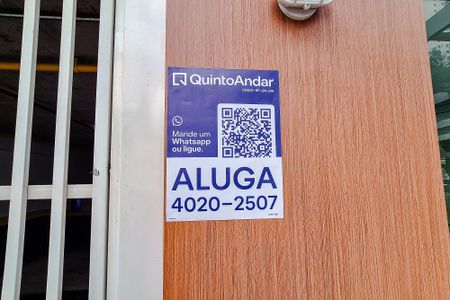 QuintoAndar
Mande um
Whatsapp
ou ligue.
ALUGA
4020-2507